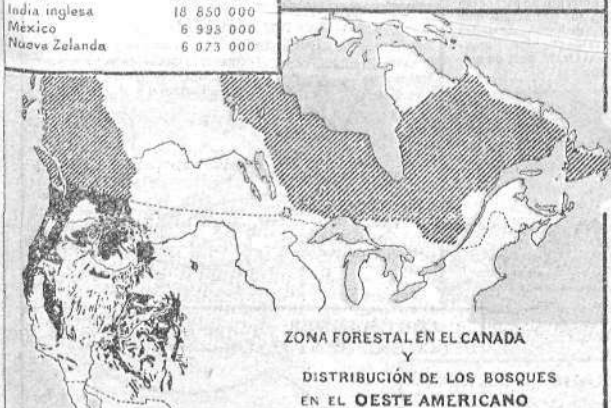 India inglesa 18 850 000
México 6 995 000
Nueva Zelanda 6 073 000
ZONA FORESTAL EN EL CANADÁ
Y
DISTRIBUCIÓN DE LOS BOSQUES
EN EL OESTE AMERICANO